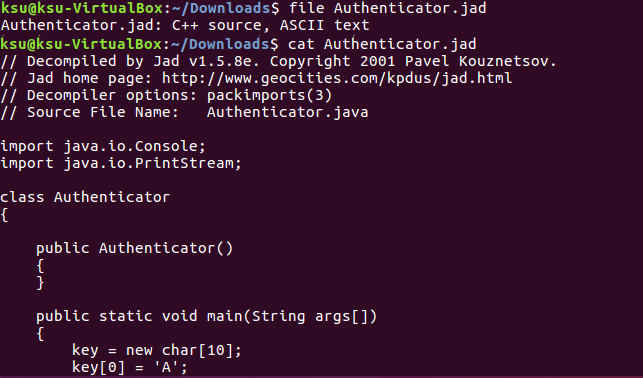 ksu@ksu-VirtualBox:~/Downloads$ file Authenticator.jad
Authenticator.jad: C++ source, ASCII text
ksu@ksu-VirtualBox:~/Downloads$ cat Authenticator.jad
// Decompiled by Jad v1.5.8e. Copyright 2001 Pavel Kouznetsov.
// Jad home page: http://www.geocities.com/kpdus/jad.html
// Decompiler options: packimports(3)
// Source File Name:   Authenticator.java

import java.io.Console;
import java.io.PrintStream;

class Authenticator
{

    public Authenticator()
    {
    }

    public static void main(String args[])
    {
        key = new char[10];
        key[0] = 'A';